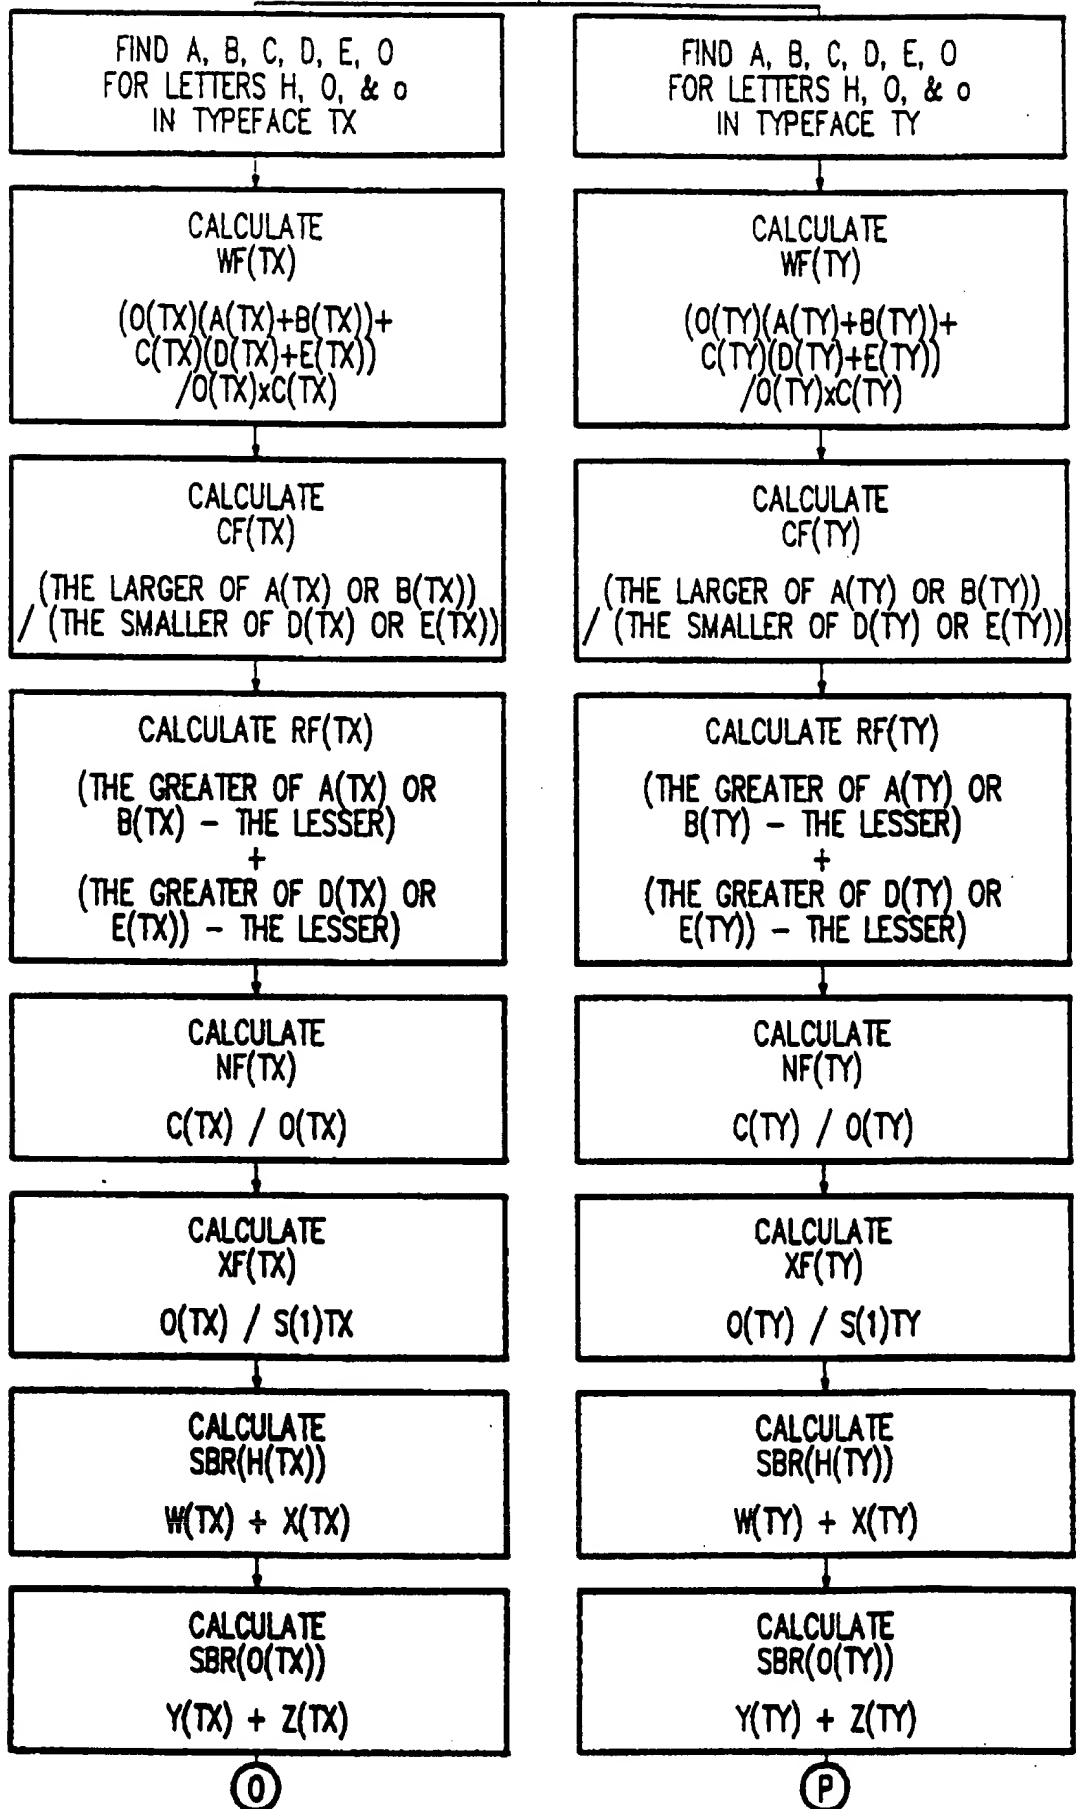 FIND A, B, C, D, E, O
FOR LETTERS H, O, & o
IN TYPEFACE TX
CALCULATE
WF(TX)
(O(TX)(A(TX)+B(TX))+
C(TX)(D(TX)+E(TX))
/O(TX)xC(TX)
CALCULATE
CF(TX)
(THE LARGER OF A(TX) OR B(TX))
/ (THE SMALLER OF D(TX) OR E(TX))
CALCULATE RF(TX)
(THE GREATER OF A(TX) OR
B(TX) – THE LESSER)
+
(THE GREATER OF D(TX) OR
E(TX)) – THE LESSER)
CALCULATE
NF(TX)
C(TX) / O(TX)
CALCULATE
XF(TX)
O(TX) / S(1)TX
CALCULATE
SBR(H(TX))
W(TX) + X(TX)
CALCULATE
SBR(O(TX))
Y(TX) + Z(TX)
O
FIND A, B, C, D, E, O
FOR LETTERS H, O, & o
IN TYPEFACE TY
CALCULATE
WF(TY)
(O(TY)(A(TY)+B(TY))+
C(TY)(D(TY)+E(TY))
/O(TY)xC(TY)
CALCULATE
CF(TY)
(THE LARGER OF A(TY) OR B(TY))
/ (THE SMALLER OF D(TY) OR E(TY))
CALCULATE RF(TY)
(THE GREATER OF A(TY) OR
B(TY) – THE LESSER)
+
(THE GREATER OF D(TY) OR
E(TY)) – THE LESSER)
CALCULATE
NF(TY)
C(TY) / O(TY)
CALCULATE
XF(TY)
O(TY) / S(1)TY
CALCULATE
SBR(H(TY))
W(TY) + X(TY)
CALCULATE
SBR(O(TY))
Y(TY) + Z(TY)
P